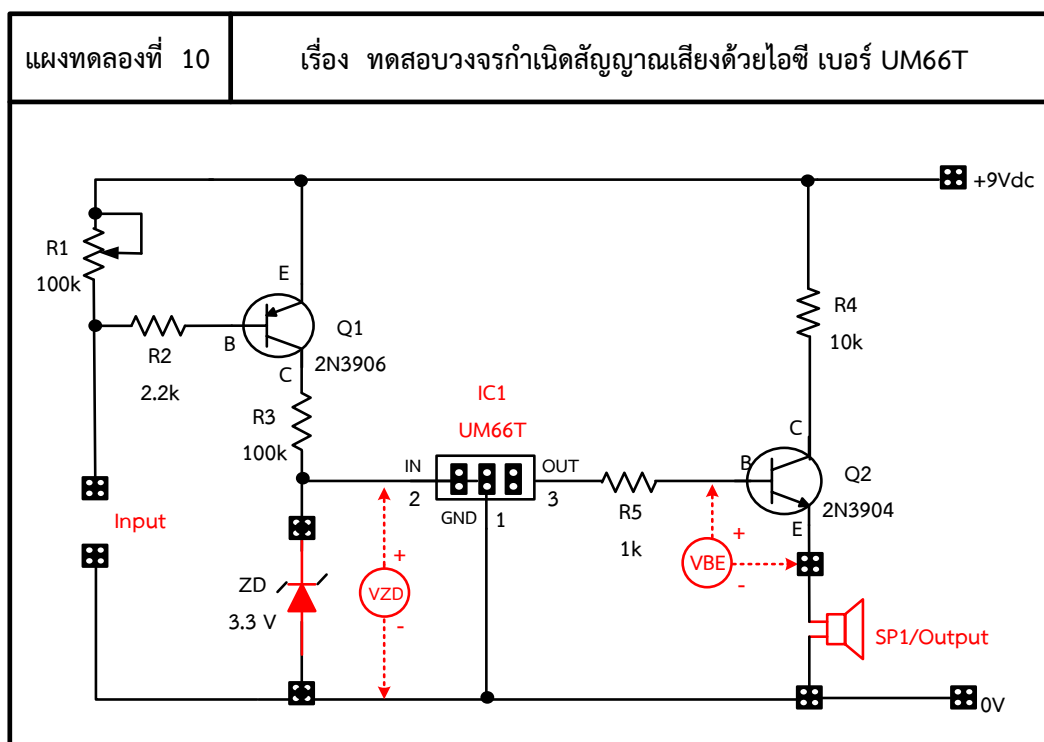 แผงทดลองที่ 10
เรื่อง ทดสอบวงจรกำเนิดสัญญาณเสียงด้วยไอซี เบอร์ UM66T
+9Vdc
R1
100k
E
B
C
Q1
2N3906
R2
2.2k
R3
100k
R4
10k
IC1
UM66T
IN
2
GND
1
OUT
3
R5
1k
C
B
E
Q2
2N3904
Input
ZD
3.3 V
+
VZD
-
+
VBE
-
SP1/Output
0V